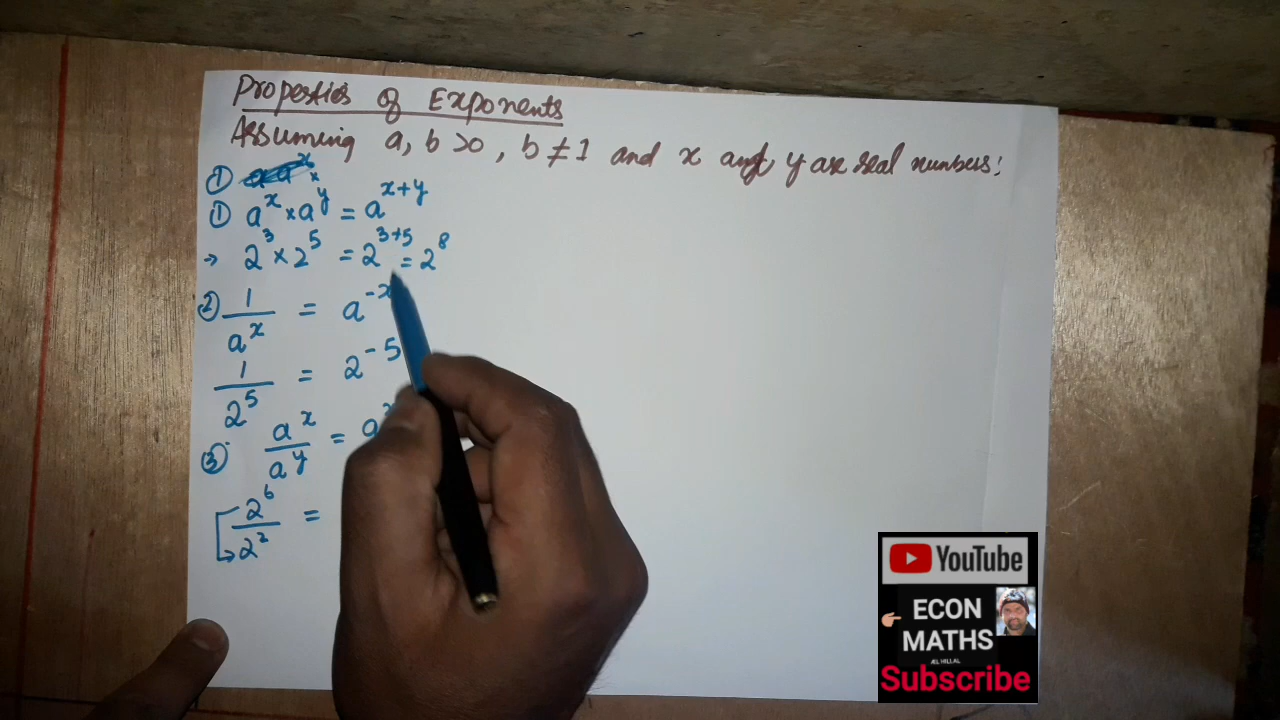 Properties of Exponents
Assuming a, b >0, b ≠ 1 and x and y are real numbers:
①
① a^x × a^y = a^(x+y)
→ 2^3 × 2^5 = 2^(3+5) = 2^8
② 1/a^x = a^(-x)
1/2^5 = 2^(-5)
③ a^x/a^y = a
2^6/2^2 =
YouTube
ECON
MATHS
Subscribe